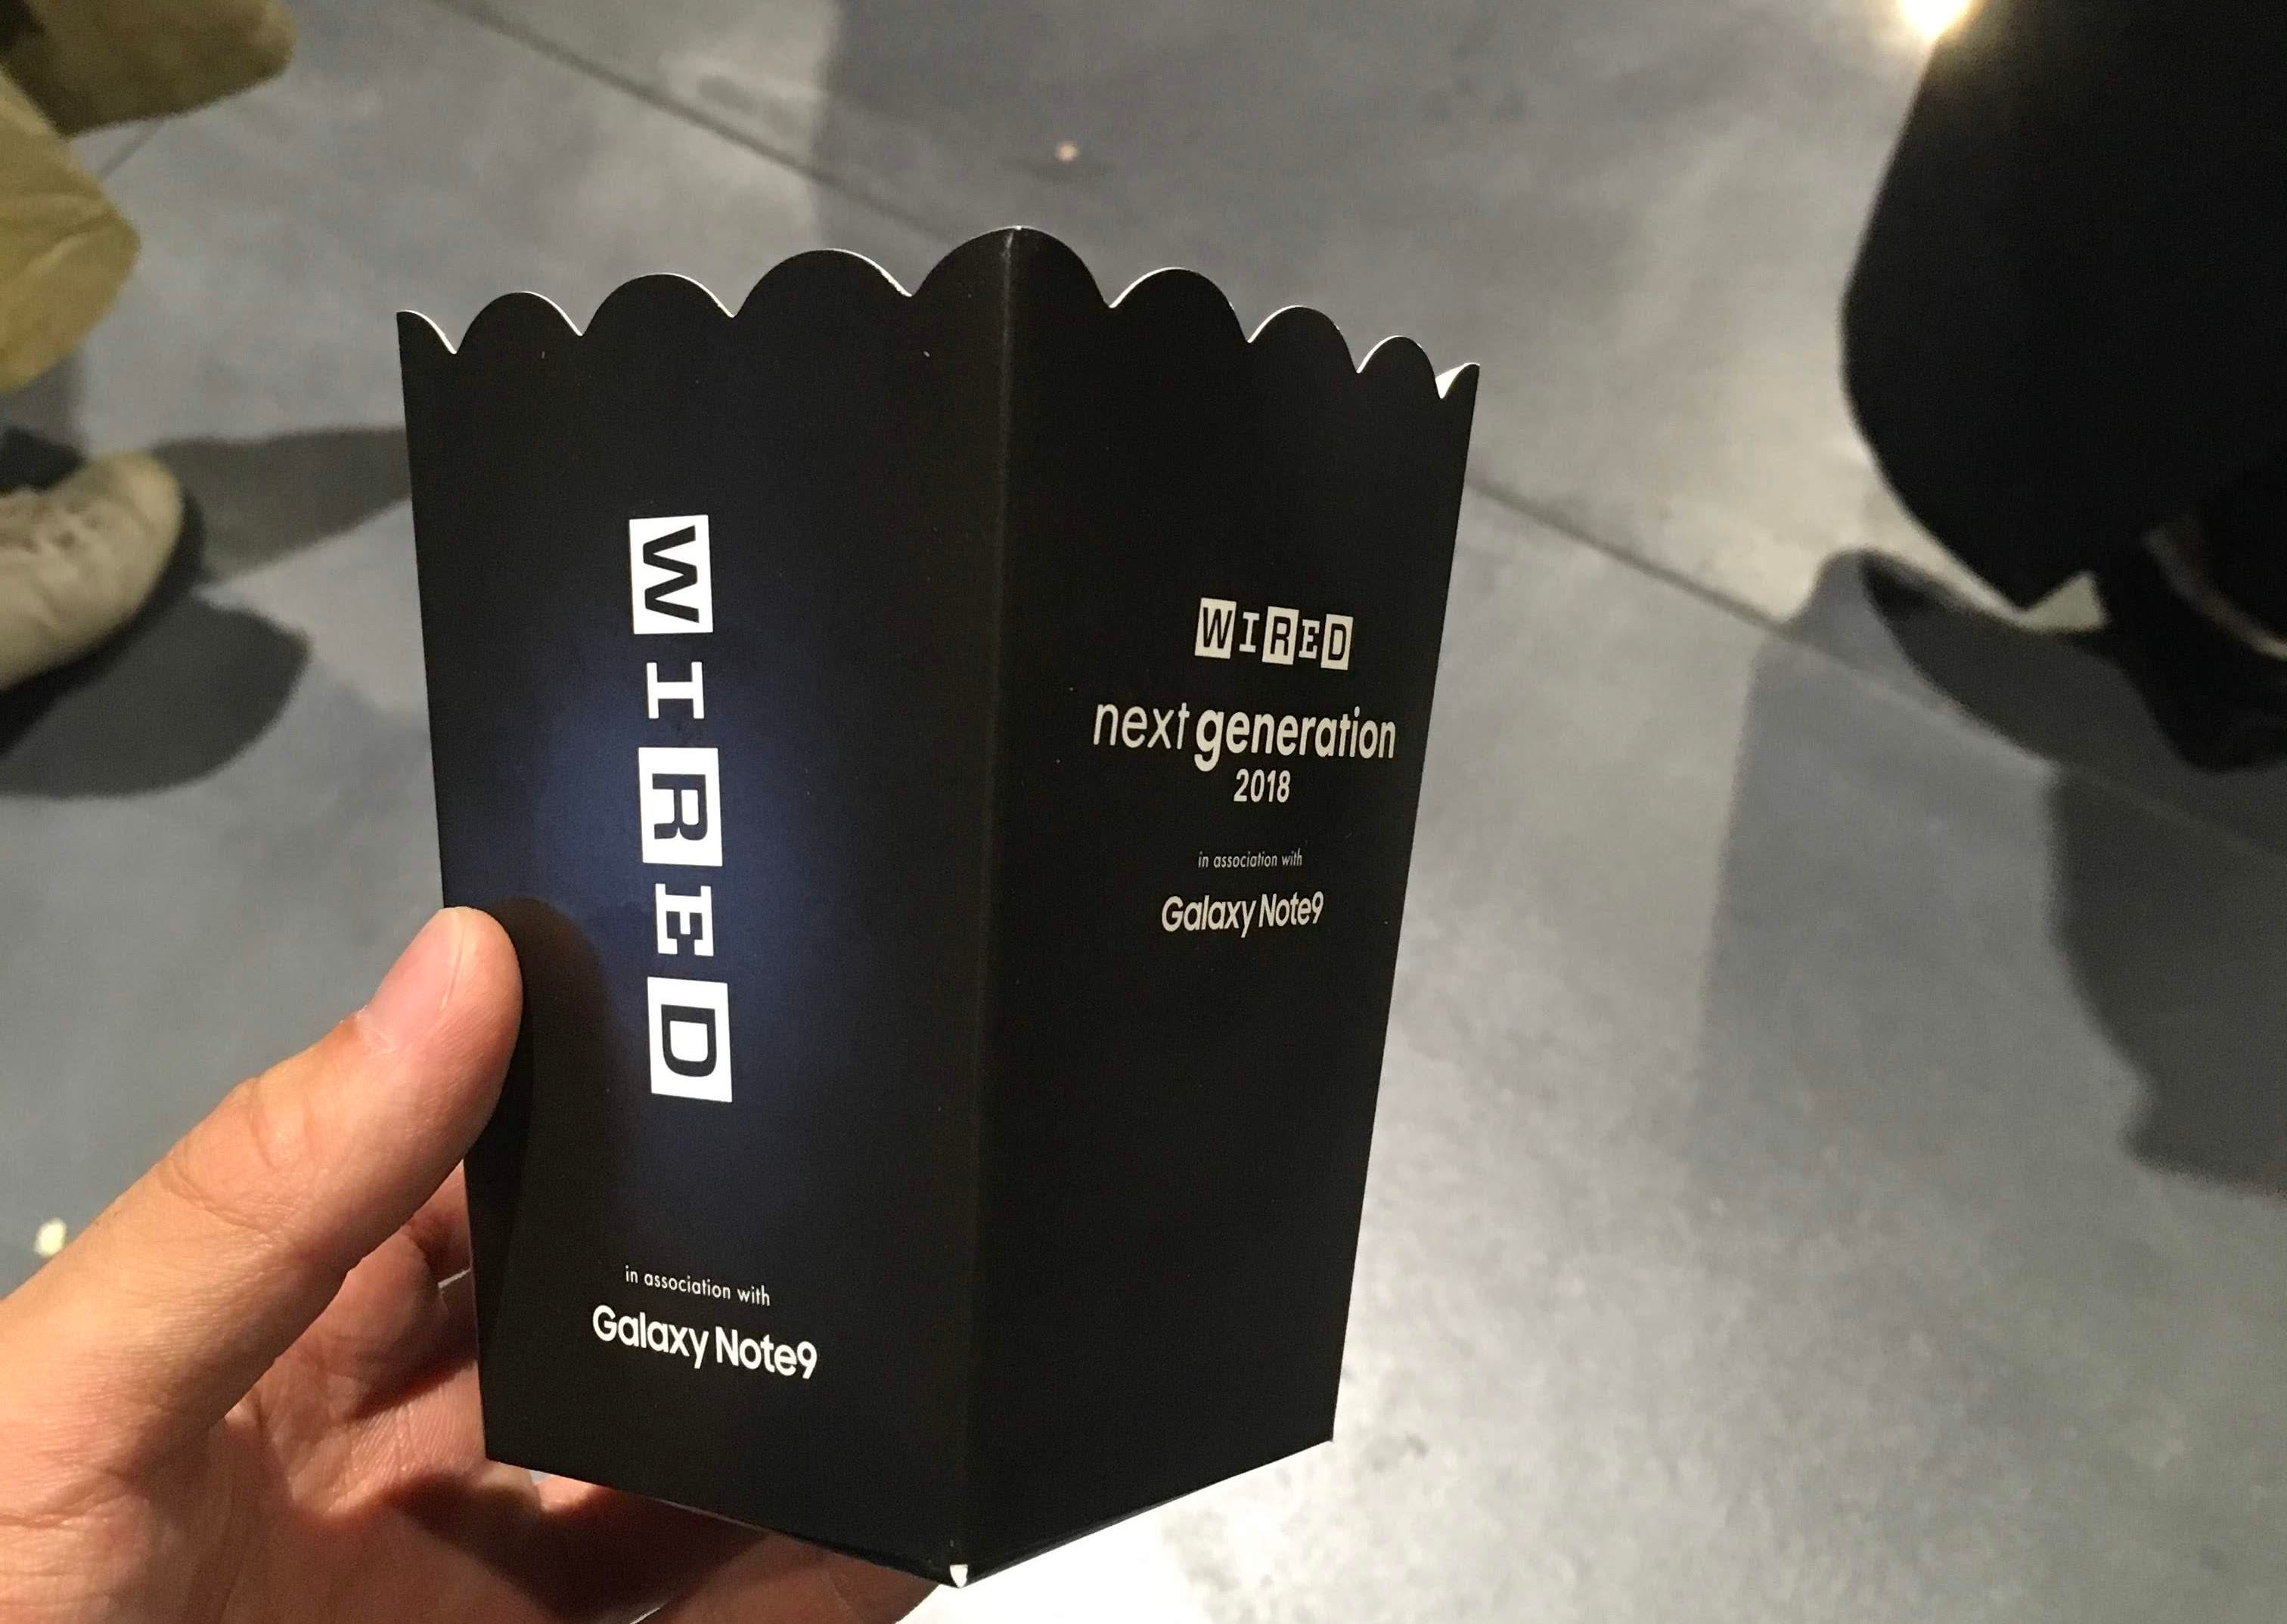 WIRED
in association with
Galaxy Note9
WIRED
next generation
2018
in association with
Galaxy Note9